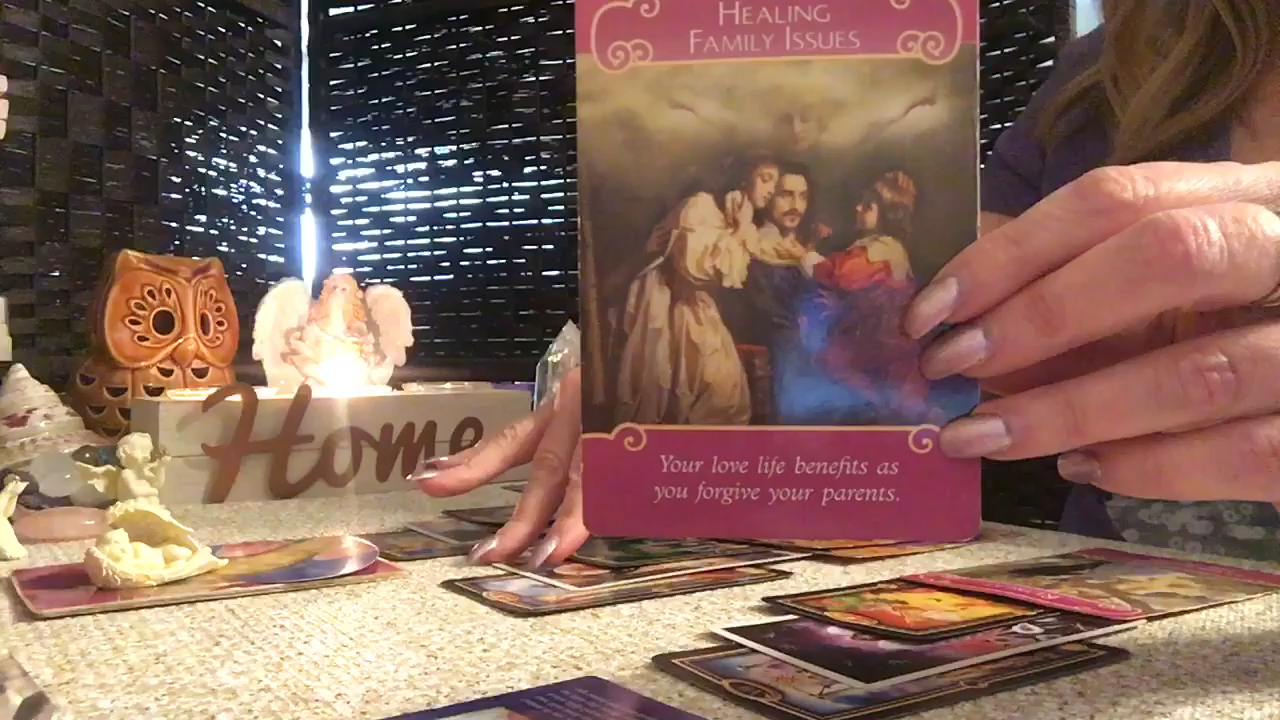 HEALING
FAMILY ISSUES
Home
Your love life benefits as
you forgive your parents.